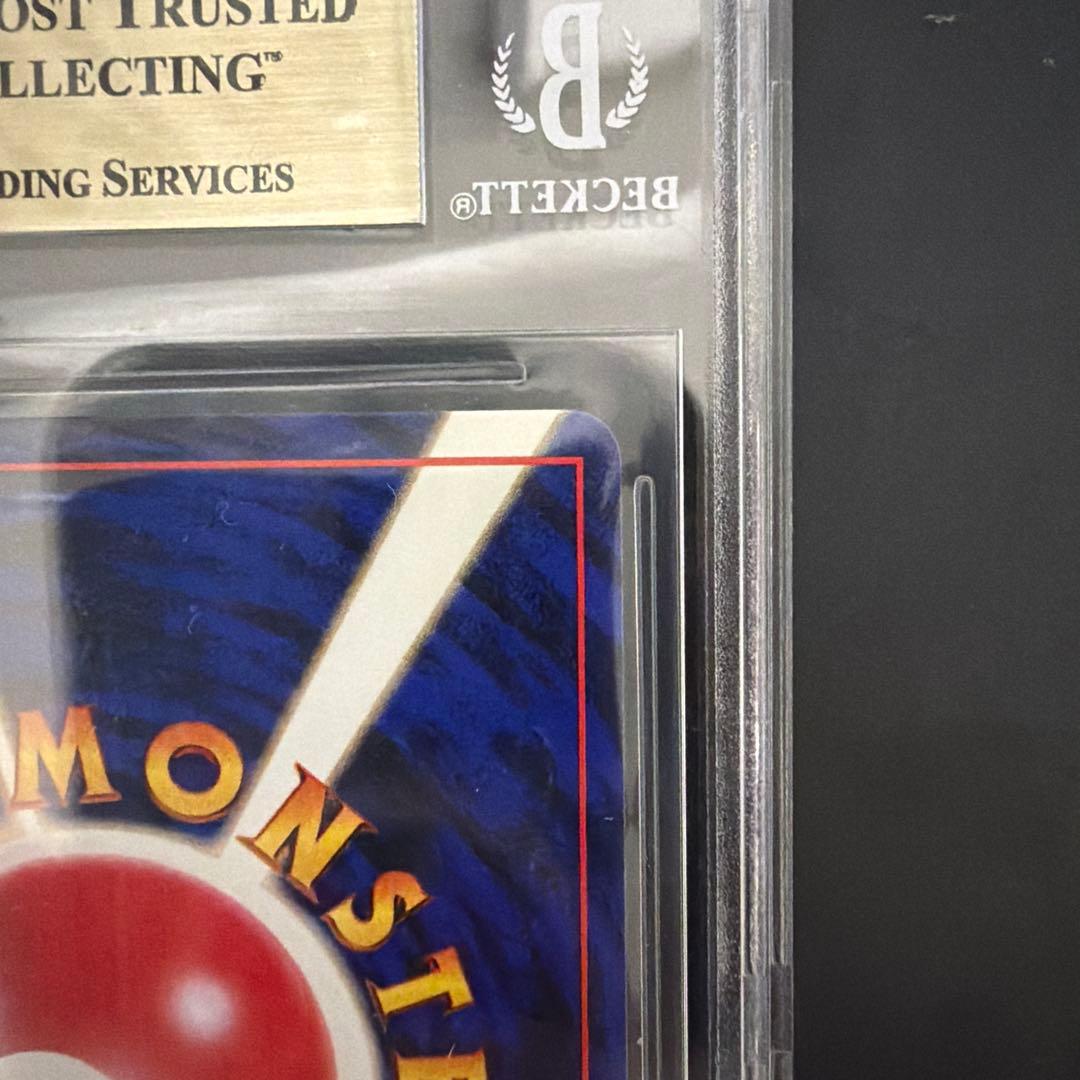 OST TRUSTED
LLECTING™
DING SERVICES
B
BECKETT®
MONSTE